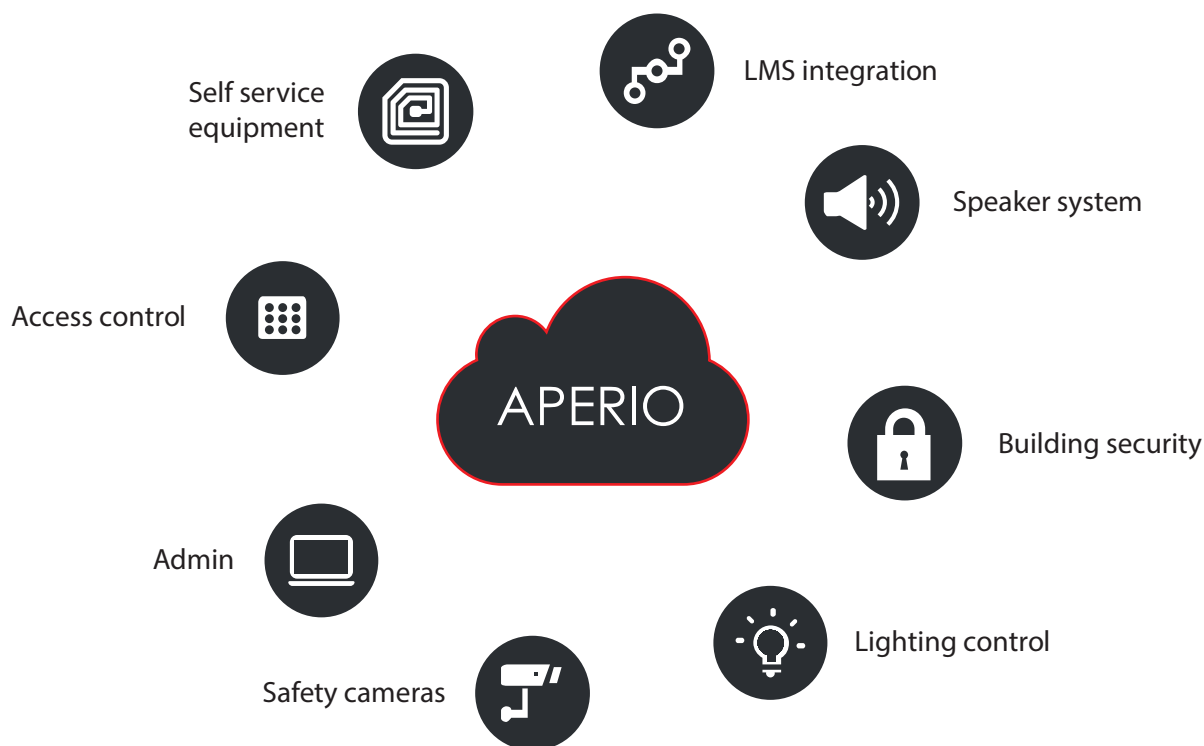 LMS integration
Self service
equipment
Speaker system
Access control
APERIO
Building security
Admin
Lighting control
Safety cameras